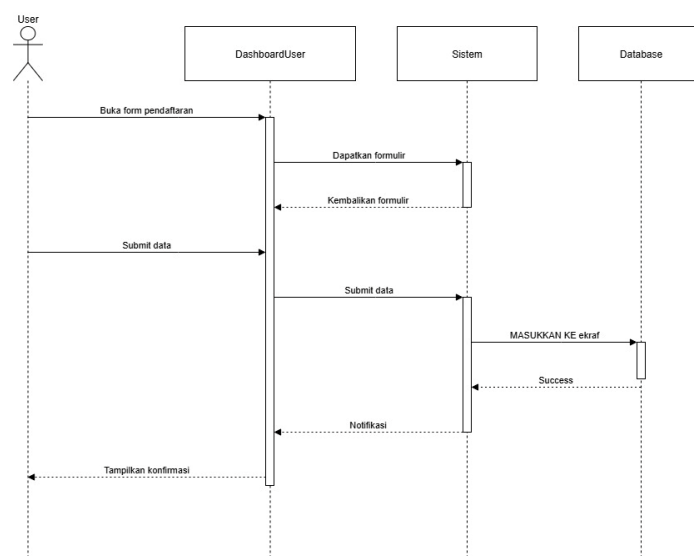 User
DashboardUser
Sistem
Database
Buka form pendaftaran
Dapatkan formulir
Kembalikan formulir
Submit data
Submit data
MASUKKAN KE ekraf
Success
Notifikasi
Tampilkan konfirmasi